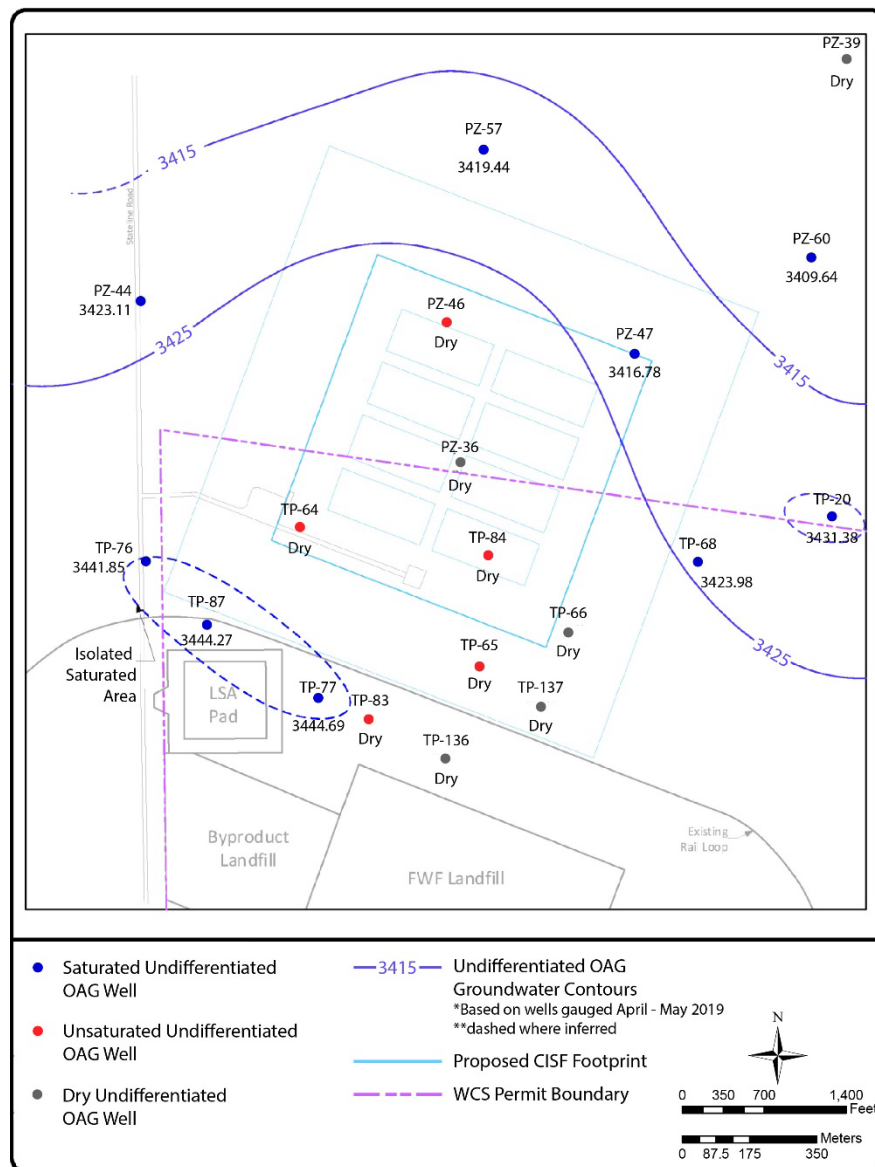 PZ-39
Dry
PZ-57
3419.44
3415
Stateline Road
PZ-60
3409.64
PZ-44
3423.11
3425
PZ-46
Dry
PZ-47
3416.78
3415
PZ-36
Dry
TP-64
Dry
TP-84
Dry
TP-20
3431.38
TP-68
3423.98
TP-76
3441.85
TP-87
3444.27
TP-66
Dry
3425
Isolated
Saturated
Area
LSA
Pad
TP-65
Dry
TP-77
3444.69
TP-83
Dry
TP-137
Dry
TP-136
Dry
Byproduct
Landfill
FWF Landfill
Existing
Rail Loop
Saturated Undifferentiated
OAG Well
Unsaturated Undifferentiated
OAG Well
Dry Undifferentiated
OAG Well
3415
Undifferentiated OAG
Groundwater Contours
*Based on wells gauged April - May 2019
**dashed where inferred
Proposed CISF Footprint
WCS Permit Boundary
N
0 350 700 1,400
Feet
Meters
0 87.5 175 350